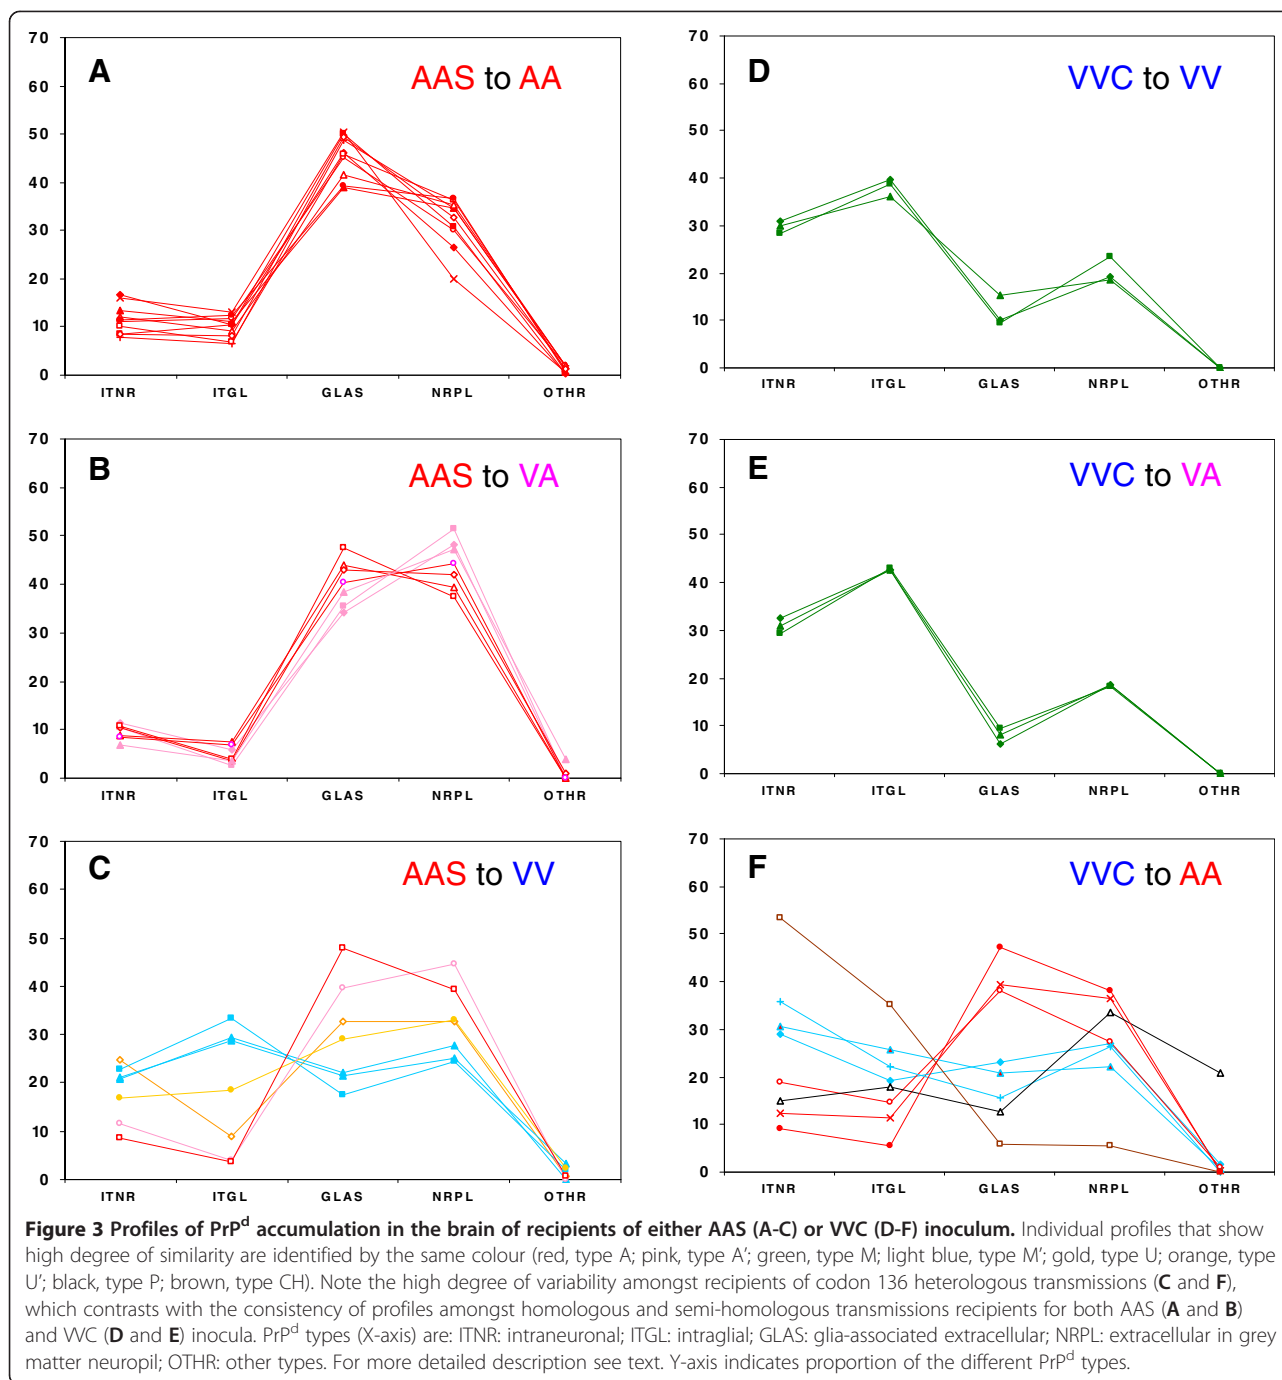 70
60
50
40
30
20
10
0
A
AAS to AA
ITNR ITGL GLAS NRPL OTHR
70
60
50
40
30
20
10
0
D
VVC to VV
ITNR ITGL GLAS NRPL OTHR
70
60
50
40
30
20
10
0
B
AAS to VA
ITNR ITGL GLAS NRPL OTHR
70
60
50
40
30
20
10
0
E
VVC to VA
ITNR ITGL GLAS NRPL OTHR
70
60
50
40
30
20
10
0
C
AAS to VV
ITNR ITGL GLAS NRPL OTHR
70
60
50
40
30
20
10
0
F
VVC to AA
ITNR ITGL GLAS NRPL OTHR
Figure 3 Profiles of PrPd accumulation in the brain of recipients of either AAS (A-C) or VVC (D-F) inoculum. Individual profiles that show
high degree of similarity are identified by the same colour (red, type A; pink, type A'; green, type M; light blue, type M'; gold, type U; orange, type
U'; black, type P; brown, type CH). Note the high degree of variability amongst recipients of codon 136 heterologous transmissions (C and F),
which contrasts with the consistency of profiles amongst homologous and semi-homologous transmissions recipients for both AAS (A and B)
and VVC (D and E) inocula. PrPd types (X-axis) are: ITNR: intraneuronal; ITGL: intraglial; GLAS: glia-associated extracellular; NRPL: extracellular in grey
matter neuropil; OTHR: other types. For more detailed description see text. Y-axis indicates proportion of the different PrPd types.